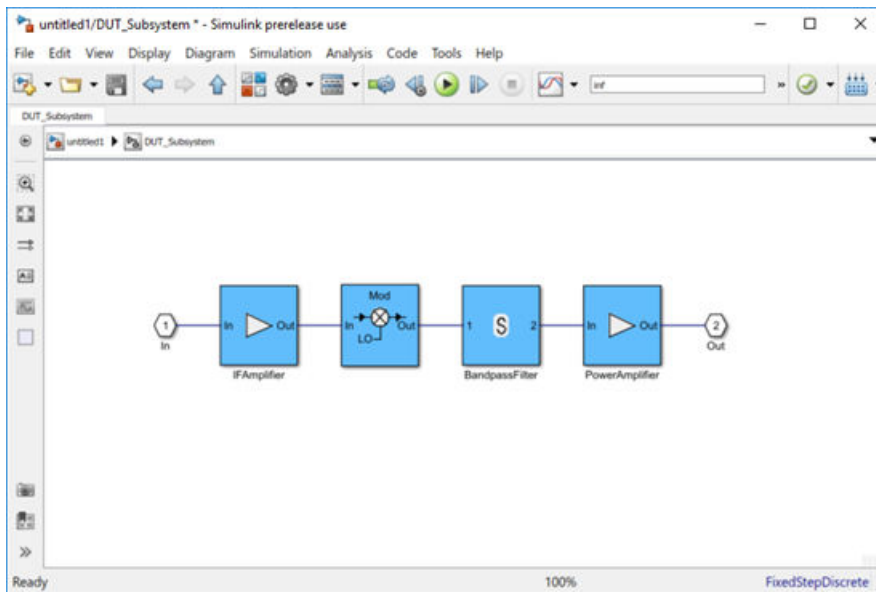 untitled1/DUT_Subsystem * - Simulink prerelease use
File Edit View Display Diagram Simulation Analysis Code Tools Help
inf
»
DUT_Subsystem
untitled1 DUT_Subsystem
Mod
1 In Out In Out 1 S 2 In Out 2
LO
In Out
IFAmplifier BandpassFilter PowerAmplifier
»
Ready 100% FixedStepDiscrete